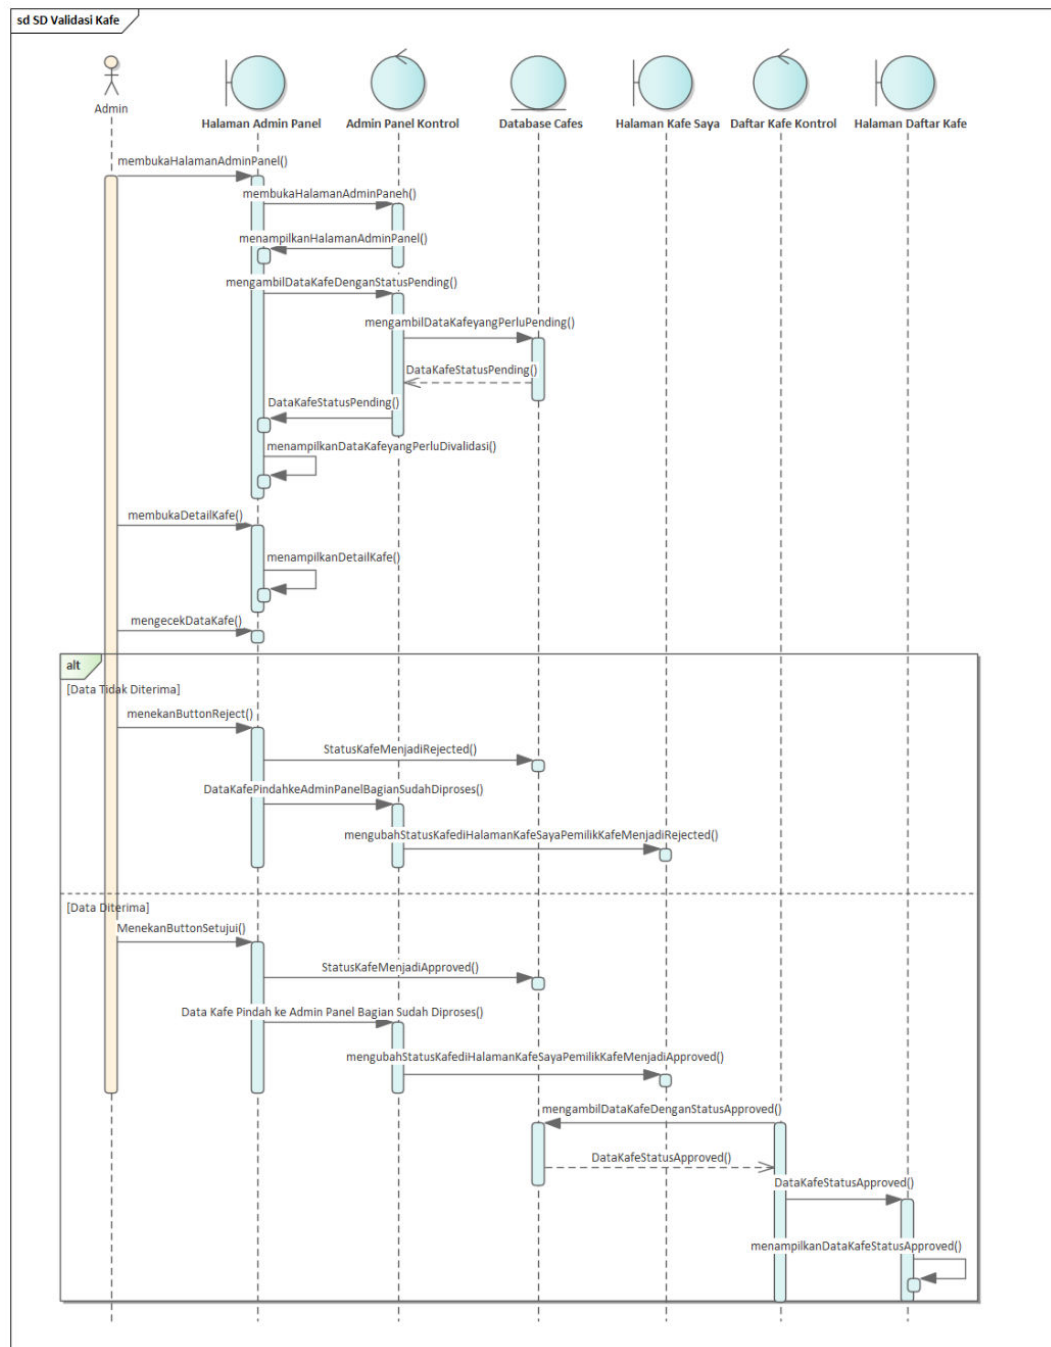 sd SD Validasi Kafe
Admin
Halaman Admin Panel
Admin Panel Kontrol
Database Cafes
Halaman Kafe Saya
Daftar Kafe Kontrol
Halaman Daftar Kafe
membukaHalamanAdminPanel()
membukaHalamanAdminPaneh()
menampilkanHalamanAdminPanel()
mengambilDataKafeDenganStatusPending()
mengambilDataKafeyangPerluPending()
DataKafeStatusPending()
DataKafeStatusPending()
menampilkanDataKafeyangPerluDivalidasi()
membukaDetailKafe()
menampilkanDetailKafe()
mengecekDataKafe()
alt
[Data Tidak Diterima]
menekanButtonReject()
StatusKafeMenjadiRejected()
DataKafePindahkeAdminPanelBagianSudahDiproses()
mengubahStatusKafediHalamanKafeSayaPemilikKafeMenjadiRejected()
[Data Diterima]
MenekanButtonSetujui()
StatusKafeMenjadiApproved()
Data Kafe Pindah ke Admin Panel Bagian Sudah Diproses()
mengubahStatusKafediHalamanKafeSayaPemilikKafeMenjadiApproved()
mengambilDataKafeDenganStatusApproved()
DataKafeStatusApproved()
DataKafeStatusApproved()
menampilkanDataKafeStatusApproved()